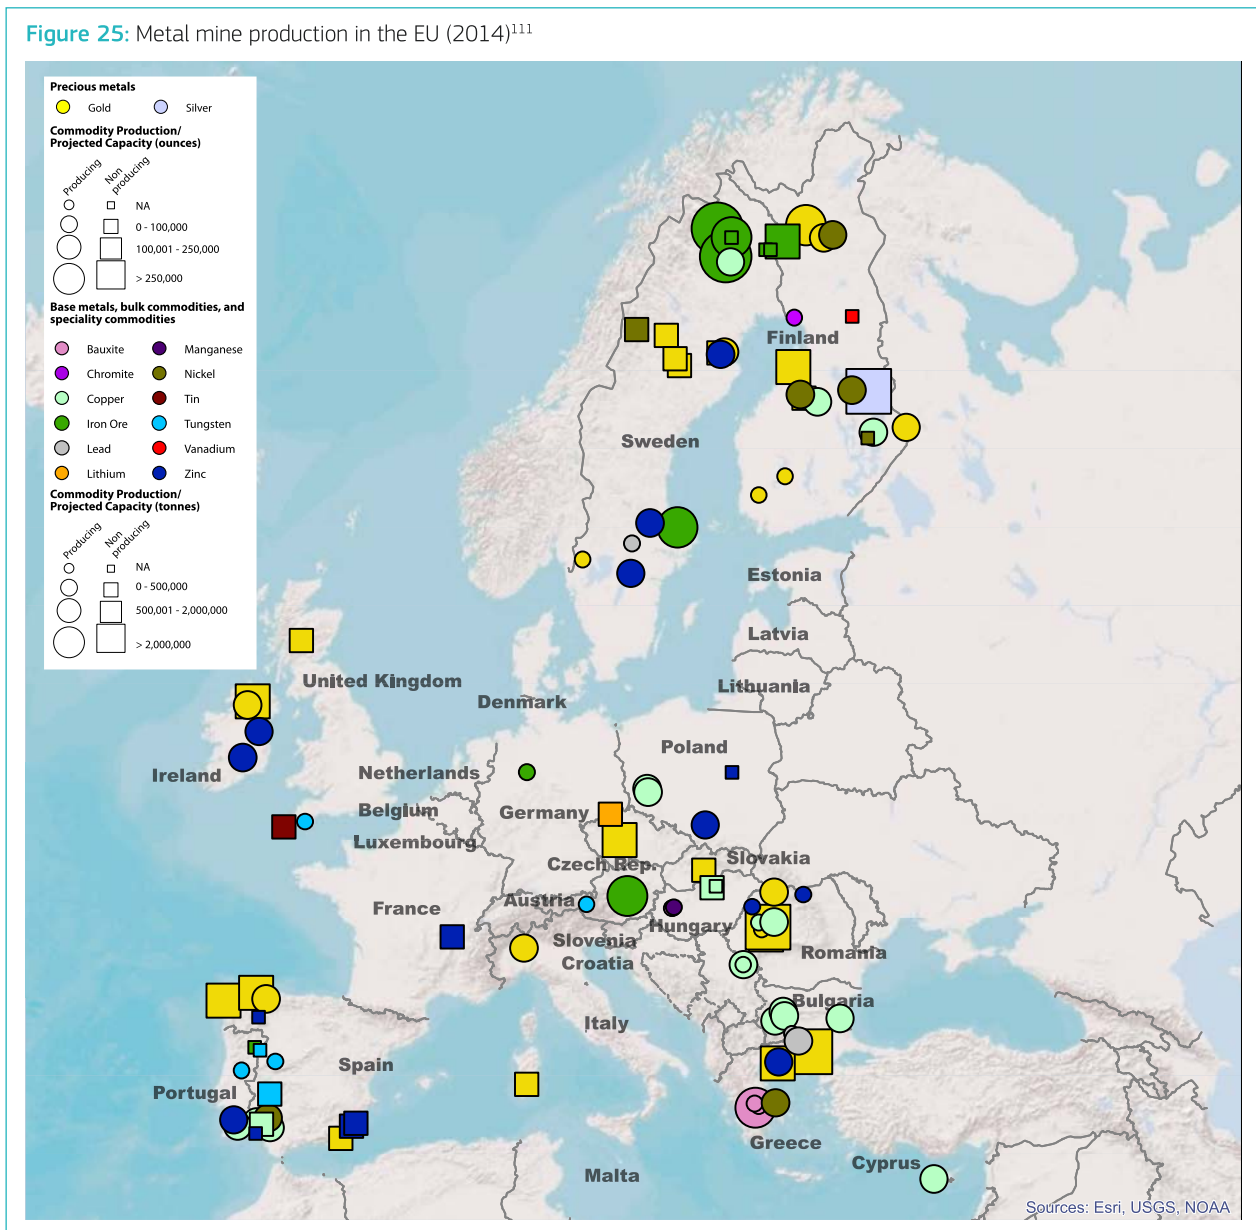 Figure 25: Metal mine production in the EU (2014)111
Precious metals
Gold
Silver
Commodity Production/
Projected Capacity (ounces)
Producing
Non
producing
NA
0 - 100,000
100,001 - 250,000
> 250,000
Base metals, bulk commodities, and
speciality commodities
Bauxite
Manganese
Chromite
Nickel
Copper
Tin
Iron Ore
Tungsten
Lead
Vanadium
Lithium
Zinc
Commodity Production/
Projected Capacity (tonnes)
Producing
Non
producing
NA
0 - 500,000
500,001 - 2,000,000
> 2,000,000
Finland
Sweden
Estonia
Latvia
Lithuania
United Kingdom
Denmark
Poland
Ireland
Netherlands
Belgium
Germany
Luxembourg
Czech Rep.
Slovakia
Austria
France
Hungary
Slovenia
Croatia
Romania
Bulgaria
Italy
Spain
Portugal
Greece
Cyprus
Malta
Sources: Esri, USGS, NOAA